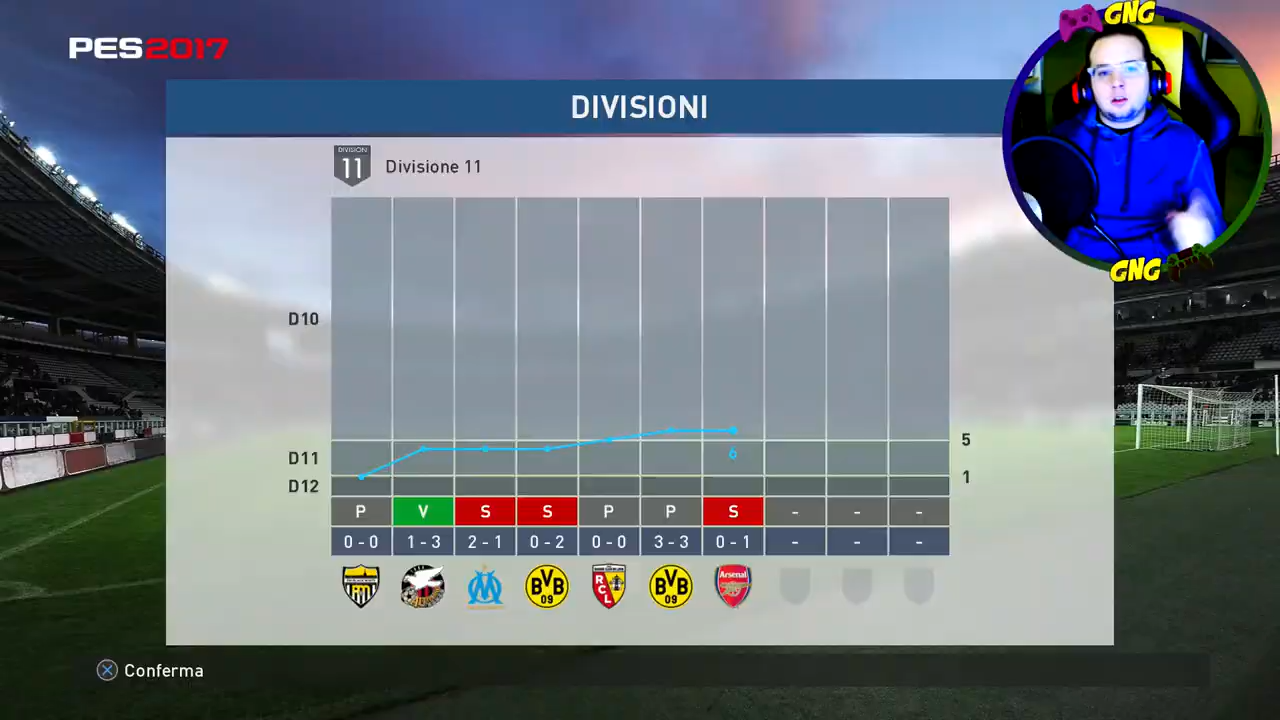 GNG
PES2017
DIVISIONI
DIVISION
11
Divisione 11
D10
5
D11
6
D12
1
P V S S P P S - - -
0 - 0 1 - 3 2 - 1 0 - 2 0 - 0 3 - 3 0 - 1 - - -
BVB 09
RCL
BVB 09
Arsenal
GNG
Conferma